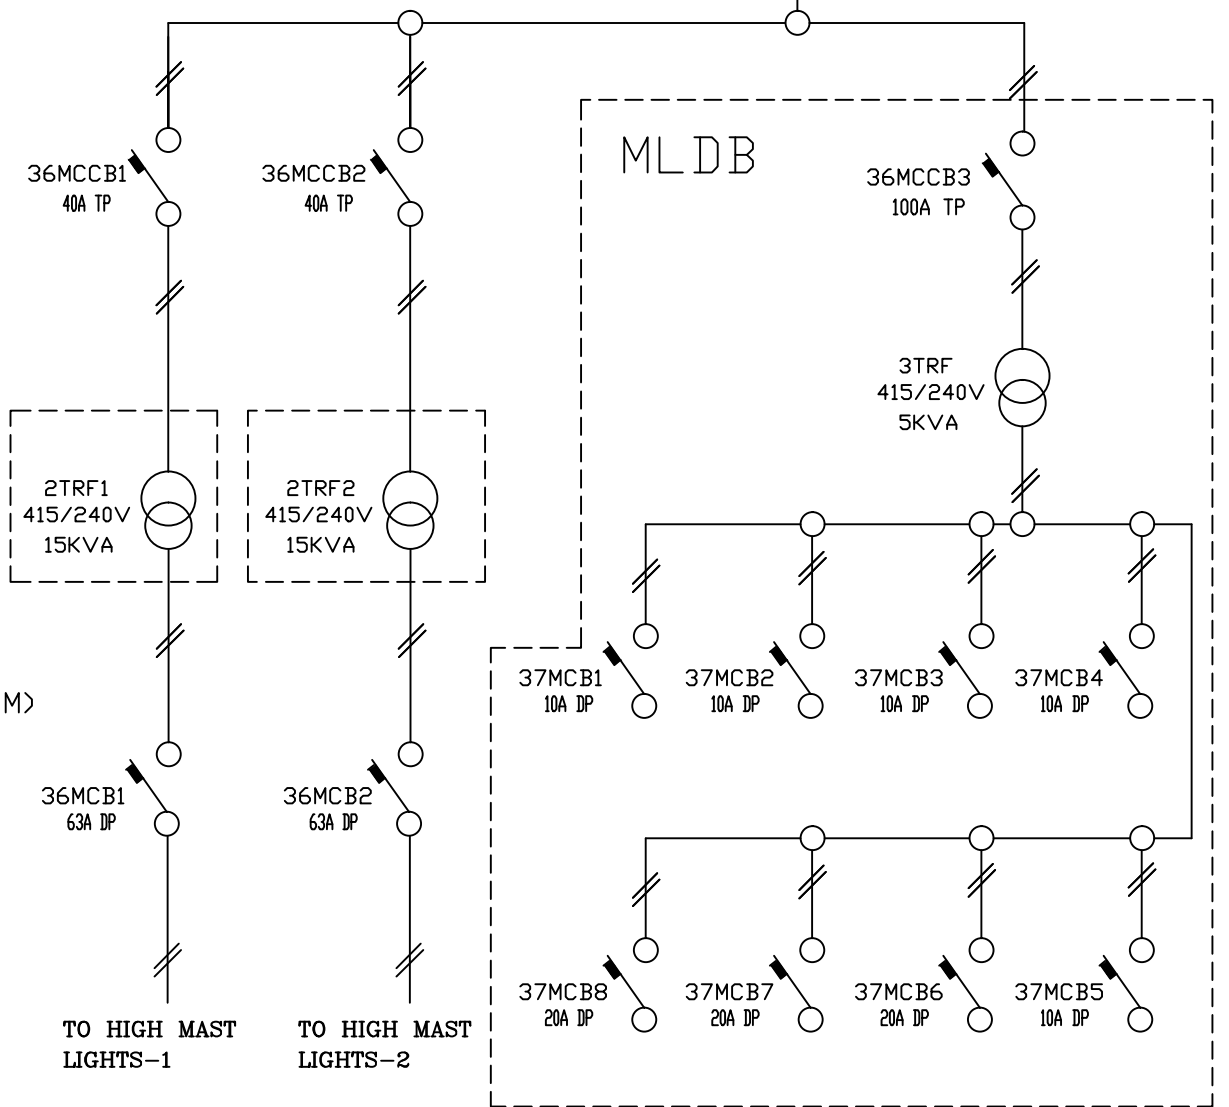 MLDB
36MCCB1
40A TP
36MCCB2
40A TP
36MCCB3
100A TP
3TRF
415/240V
5KVA
2TRF1
415/240V
15KVA
2TRF2
415/240V
15KVA
37MCB1
10A DP
37MCB2
10A DP
37MCB3
10A DP
37MCB4
10A DP
M)
36MCB1
63A DP
36MCB2
63A DP
37MCB8
20A DP
37MCB7
20A DP
37MCB6
20A DP
37MCB5
10A DP
TO HIGH MAST
LIGHTS-1
TO HIGH MAST
LIGHTS-2